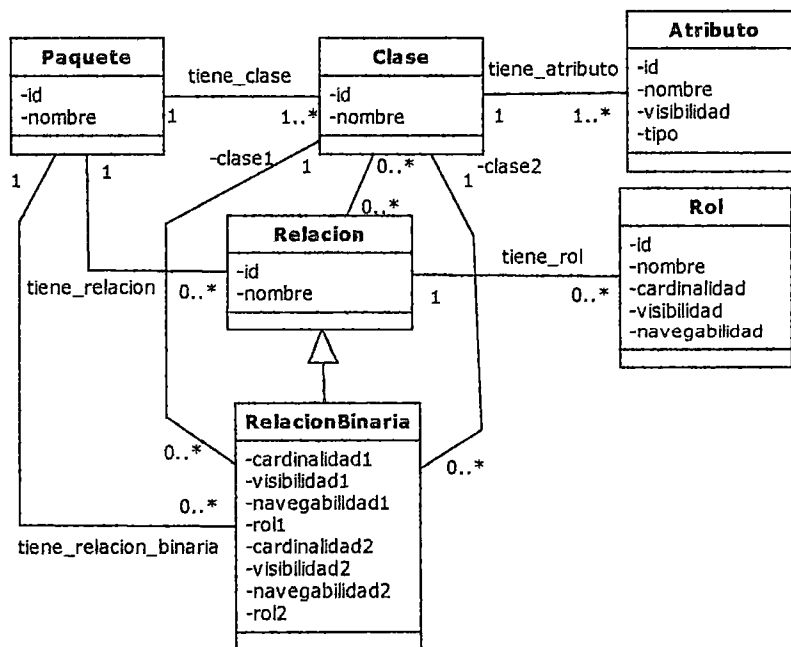 Paquete
-id
-nombre
tiene_clase
1
1..*
Clase
-id
-nombre
tiene_atributo
1
1..*
Atributo
-id
-nombre
-visibilidad
-tipo
1
1
-clase1
1
0..*
1
-clase2
0..*
Relacion
-id
-nombre
tiene_relacion
0..*
tiene_rol
1
0..*
Rol
-id
-nombre
-cardinalidad
-visibilidad
-navegabilidad
RelacionBinaria
-cardinalidad1
-visibilidad1
-navegabilidad1
-rol1
-cardinalidad2
-visibilidad2
-navegabilidad2
-rol2
0..*
0..*
0..*
tiene_relacion_binaria